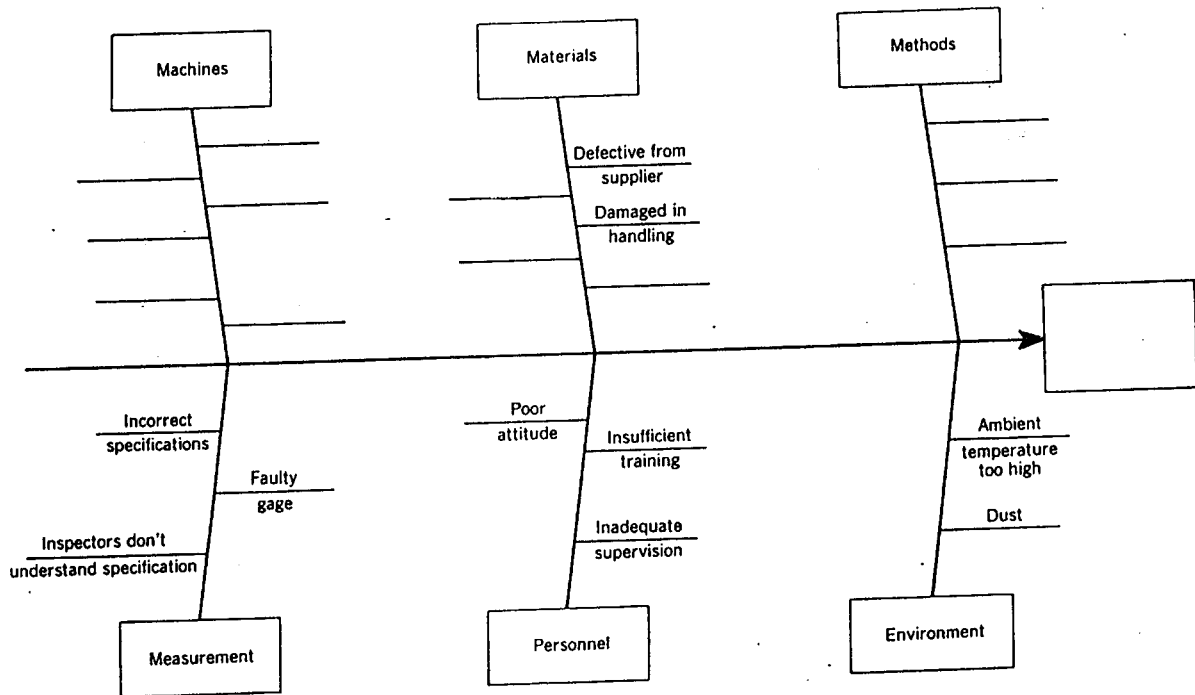 Machines
Materials
Methods
Defective from
supplier
Damaged in
handling
Incorrect
specifications
Faulty
gage
Inspectors don't
understand specification
Poor
attitude
Insufficient
training
Inadequate
supervision
Ambient
temperature
too high
Dust
Measurement
Personnel
Environment